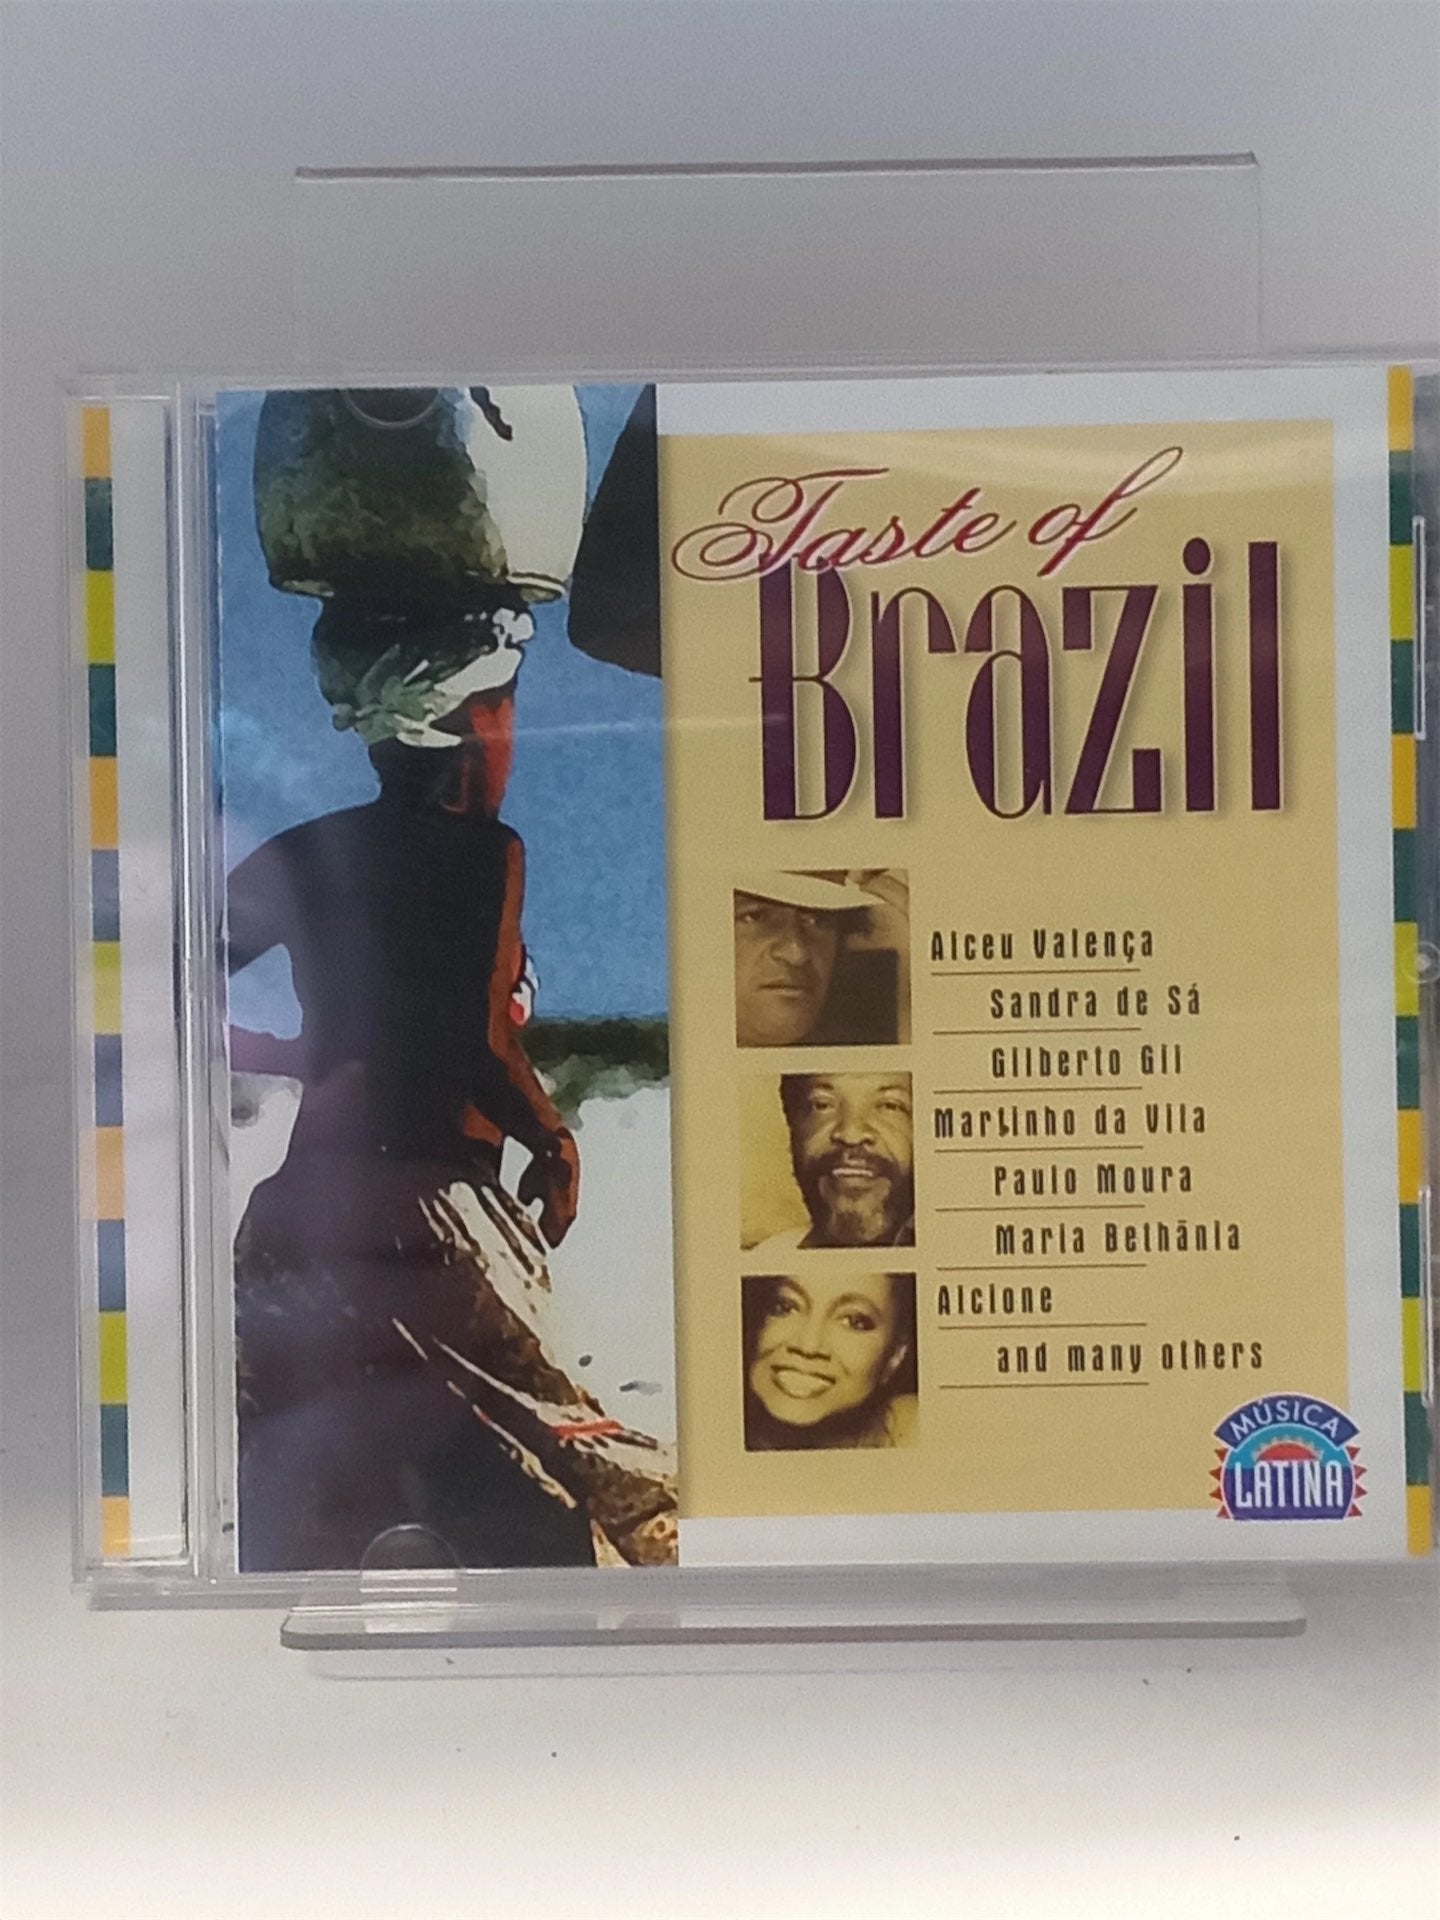 Taste of
Brazil
Alceu Valença
Sandra de Sá
Gilberto Gil
Martinho da Vila
Paulo Moura
Maria Bethânia
Alcione
and many others
MÚSICA
LATINA